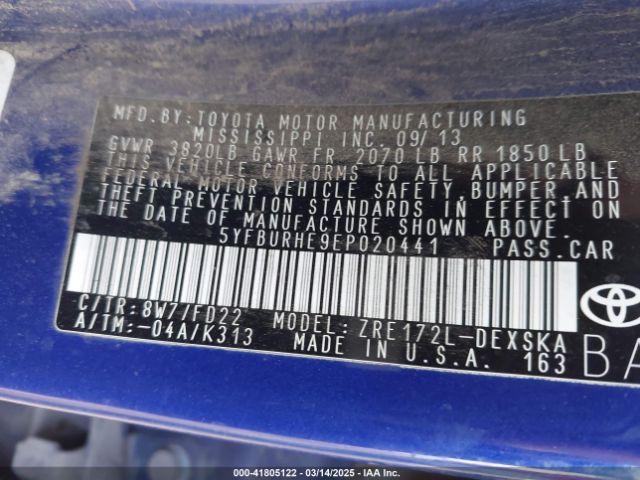 MFD.BY:TOYOTA MOTOR MANUFACTURING
MISSISSIPPI INC. 09/13
GVWR 3820LB GAWR FR 2070 LB RR 1850 LB
THIS VEHICLE CONFORMS TO ALL APPLICABLE
FEDERAL MOTOR VEHICLE SAFETY, BUMPER AND
THEFT PREVENTION STANDARDS IN EFFECT ON
THE DATE OF MANUFACTURE SHOWN ABOVE.
5YFBURHE9EP020441 PASS.CAR
C/TR:8W7/FD22 MODEL: ZRE172L-DEXSKA
A/TM:-04A/K313 MADE IN U.S.A. 163
BA
000-41805122 — 03/14/2025 — IAA Inc.